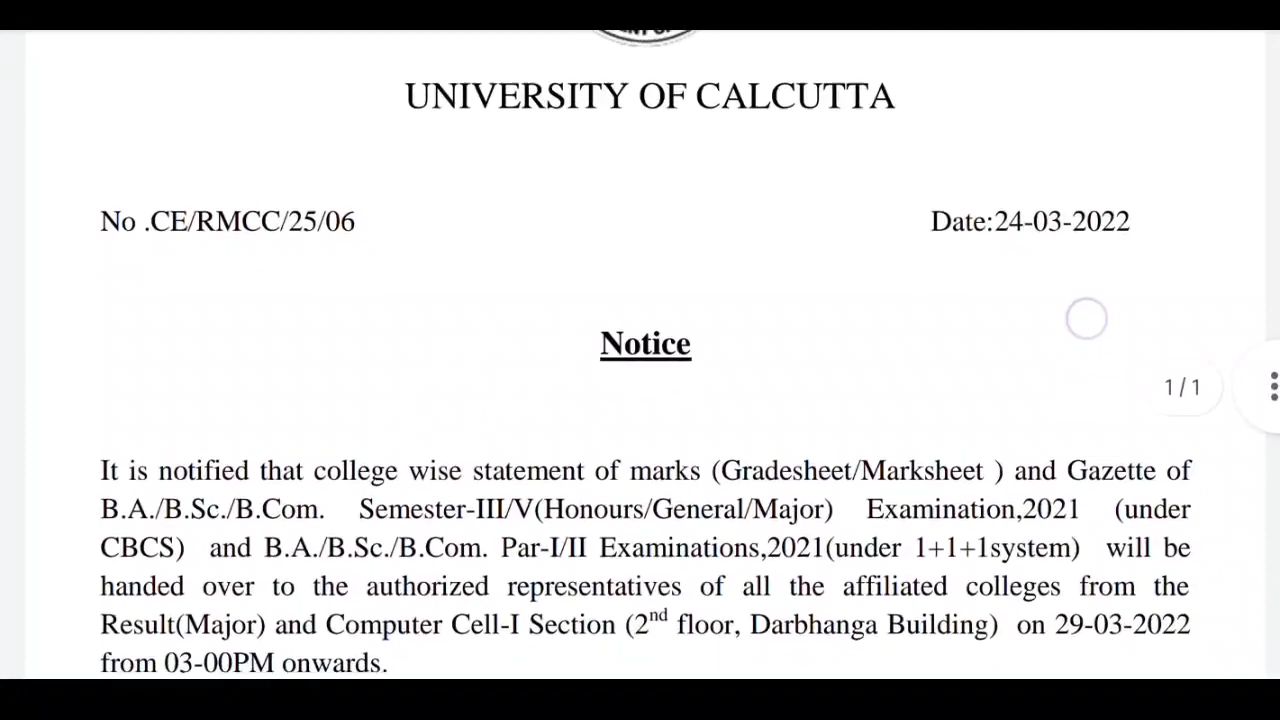 UNIVERSITY OF CALCUTTA
No .CE/RMCC/25/06 Date:24-03-2022
Notice
1 / 1
It is notified that college wise statement of marks (Gradesheet/Marksheet ) and Gazette of
B.A./B.Sc./B.Com. Semester-III/V(Honours/General/Major) Examination,2021 (under
CBCS) and B.A./B.Sc./B.Com. Par-I/II Examinations,2021(under 1+1+1system) will be
handed over to the authorized representatives of all the affiliated colleges from the
Result(Major) and Computer Cell-I Section (2nd floor, Darbhanga Building) on 29-03-2022
from 03-00PM onwards.